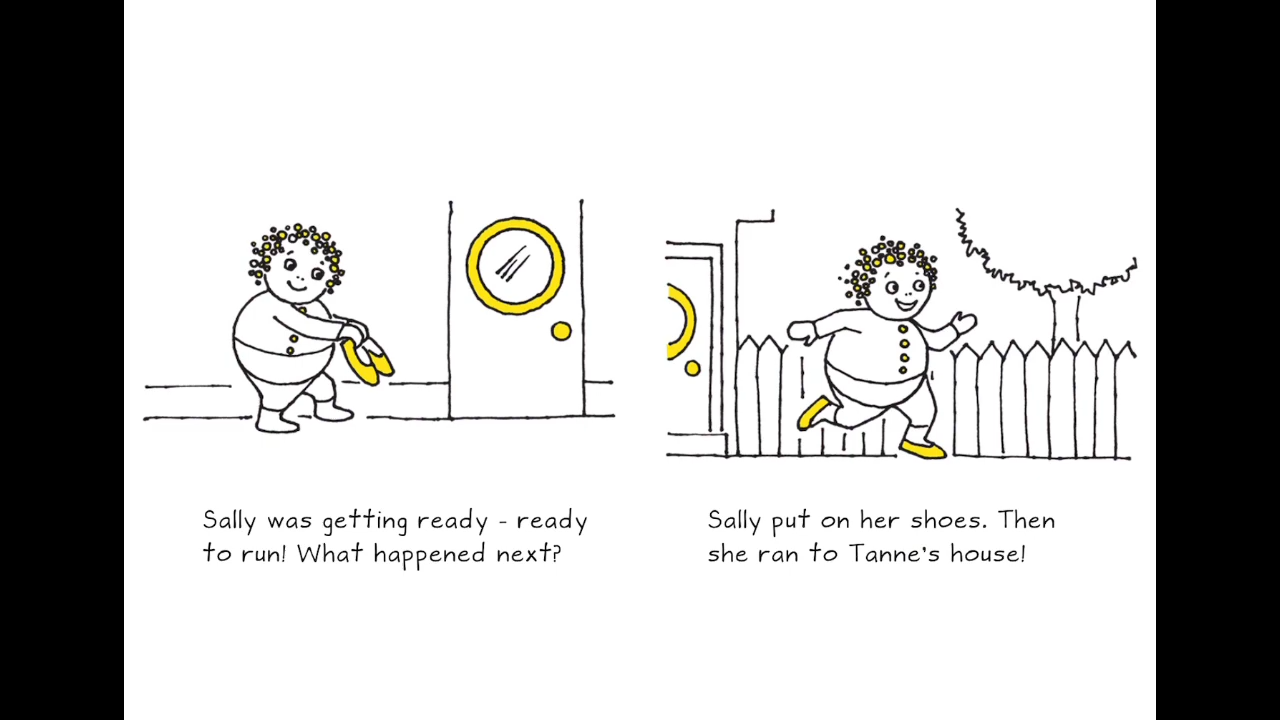 Sally was getting ready - ready
to run! What happened next?
Sally put on her shoes. Then
she ran to Tanne's house!